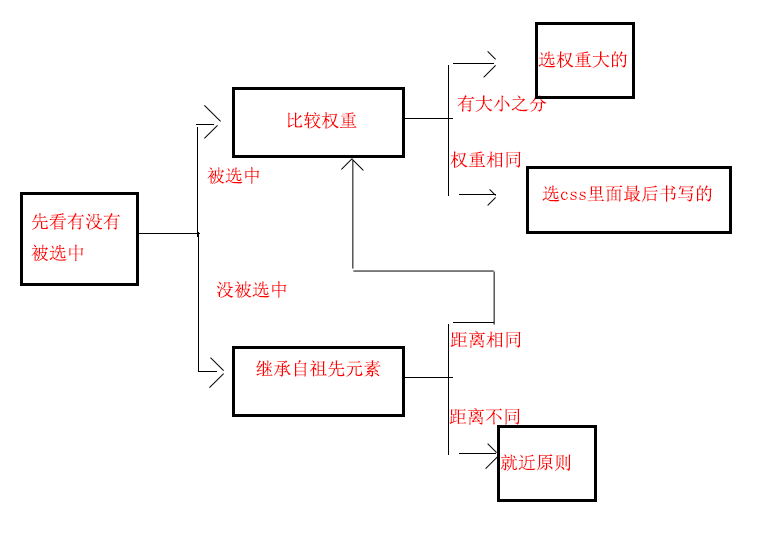 选权重大的
有大小之分
比较权重
权重相同
被选中
选css里面最后书写的
先看有没有
被选中
没被选中
距离相同
继承自祖先元素
距离不同
就近原则